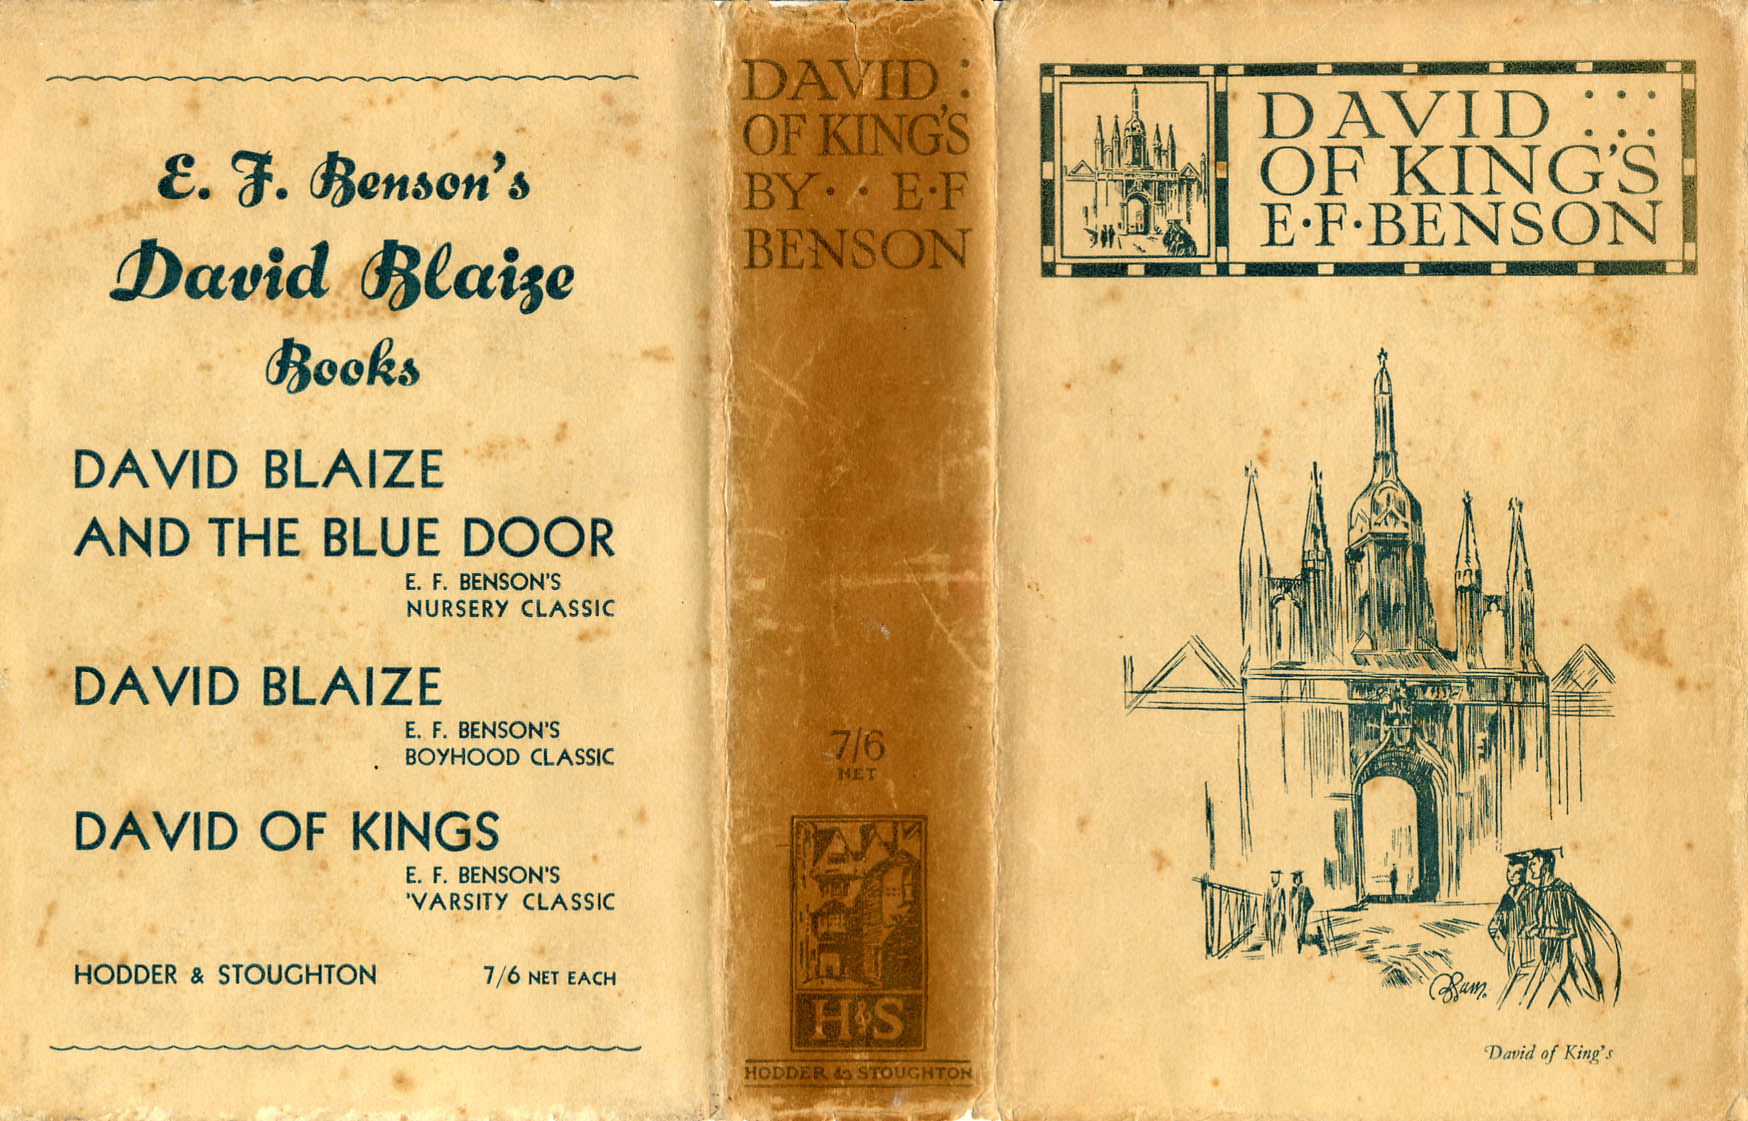 E. F. Benson's
David Blaize
Books
DAVID BLAIZE
AND THE BLUE DOOR
E. F. BENSON'S
NURSERY CLASSIC
DAVID BLAIZE
E. F. BENSON'S
BOYHOOD CLASSIC
DAVID OF KINGS
E. F. BENSON'S
'VARSITY CLASSIC
HODDER & STOUGHTON 7/6 NET EACH
DAVID :
OF KING'S
BY · · E·F
BENSON
7/6
NET
H&S
HODDER & STOUGHTON
DAVID
OF KING'S
E·F·BENSON
David of King's